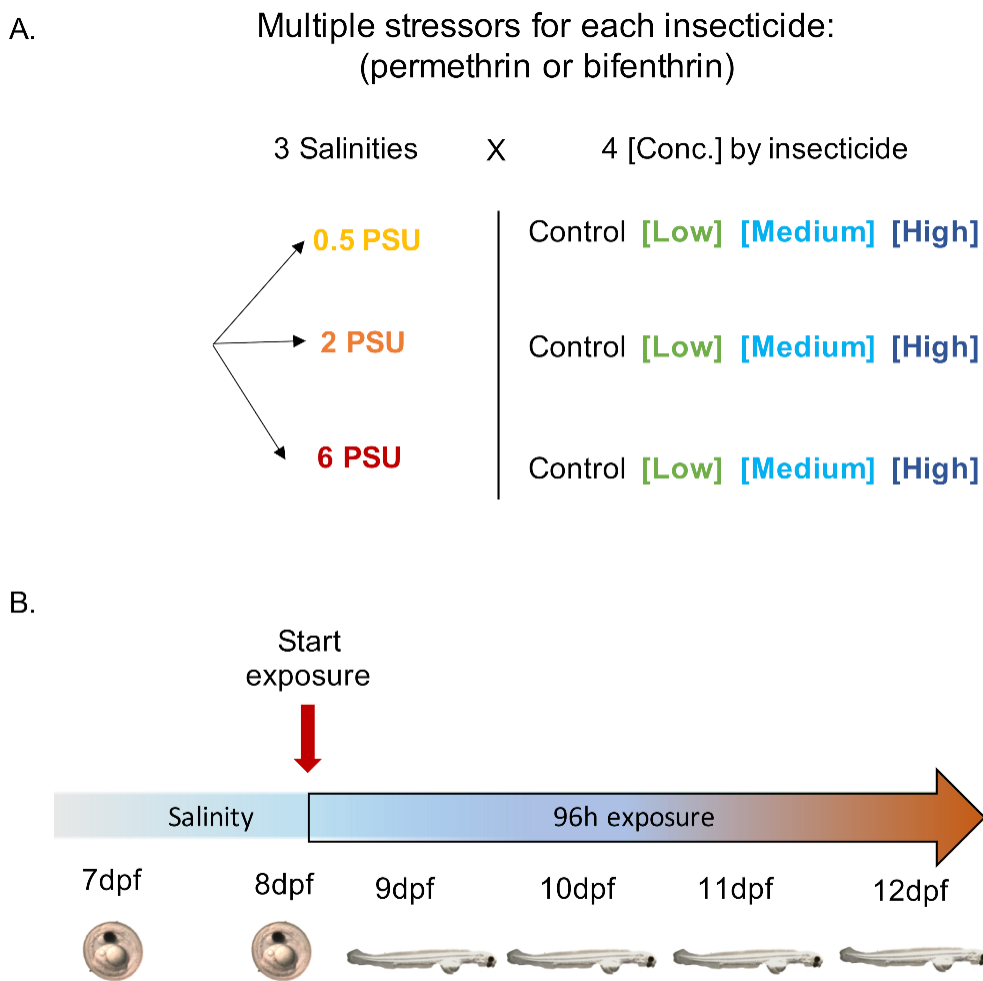 A.
Multiple stressors for each insecticide:
(permethrin or bifenthrin)
3 Salinities X 4 [Conc.] by insecticide
0.5 PSU Control [Low] [Medium] [High]
2 PSU Control [Low] [Medium] [High]
6 PSU Control [Low] [Medium] [High]
B.
Start
exposure
Salinity 96h exposure
7dpf 8dpf 9dpf 10dpf 11dpf 12dpf